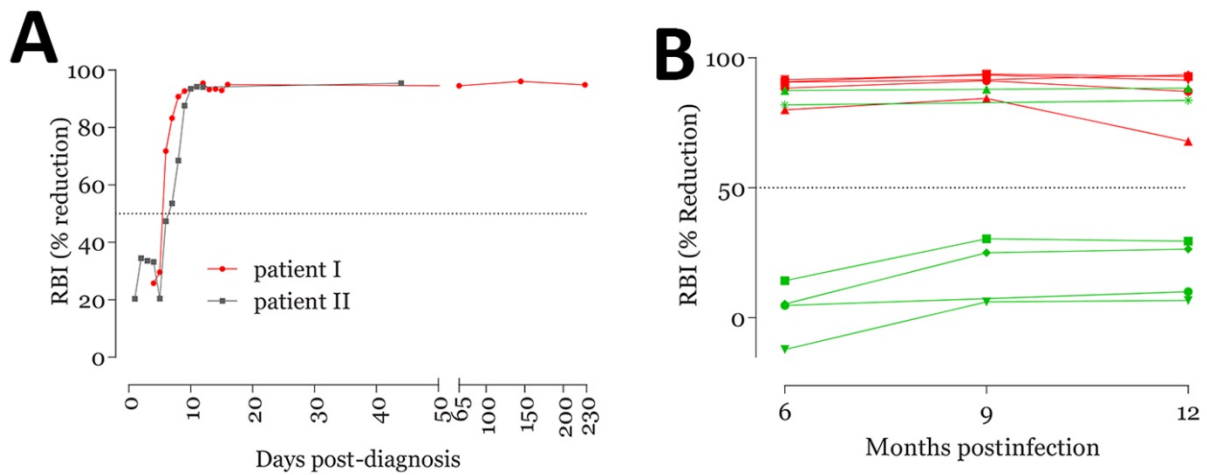 A
RBI (% reduction)
100
80
60
40
20
0
patient I
patient II
0
10
20
30
40
50
65
100
150
200
230
Days post-diagnosis
B
RBI (% Reduction)
100
50
0
6
9
12
Months postinfection